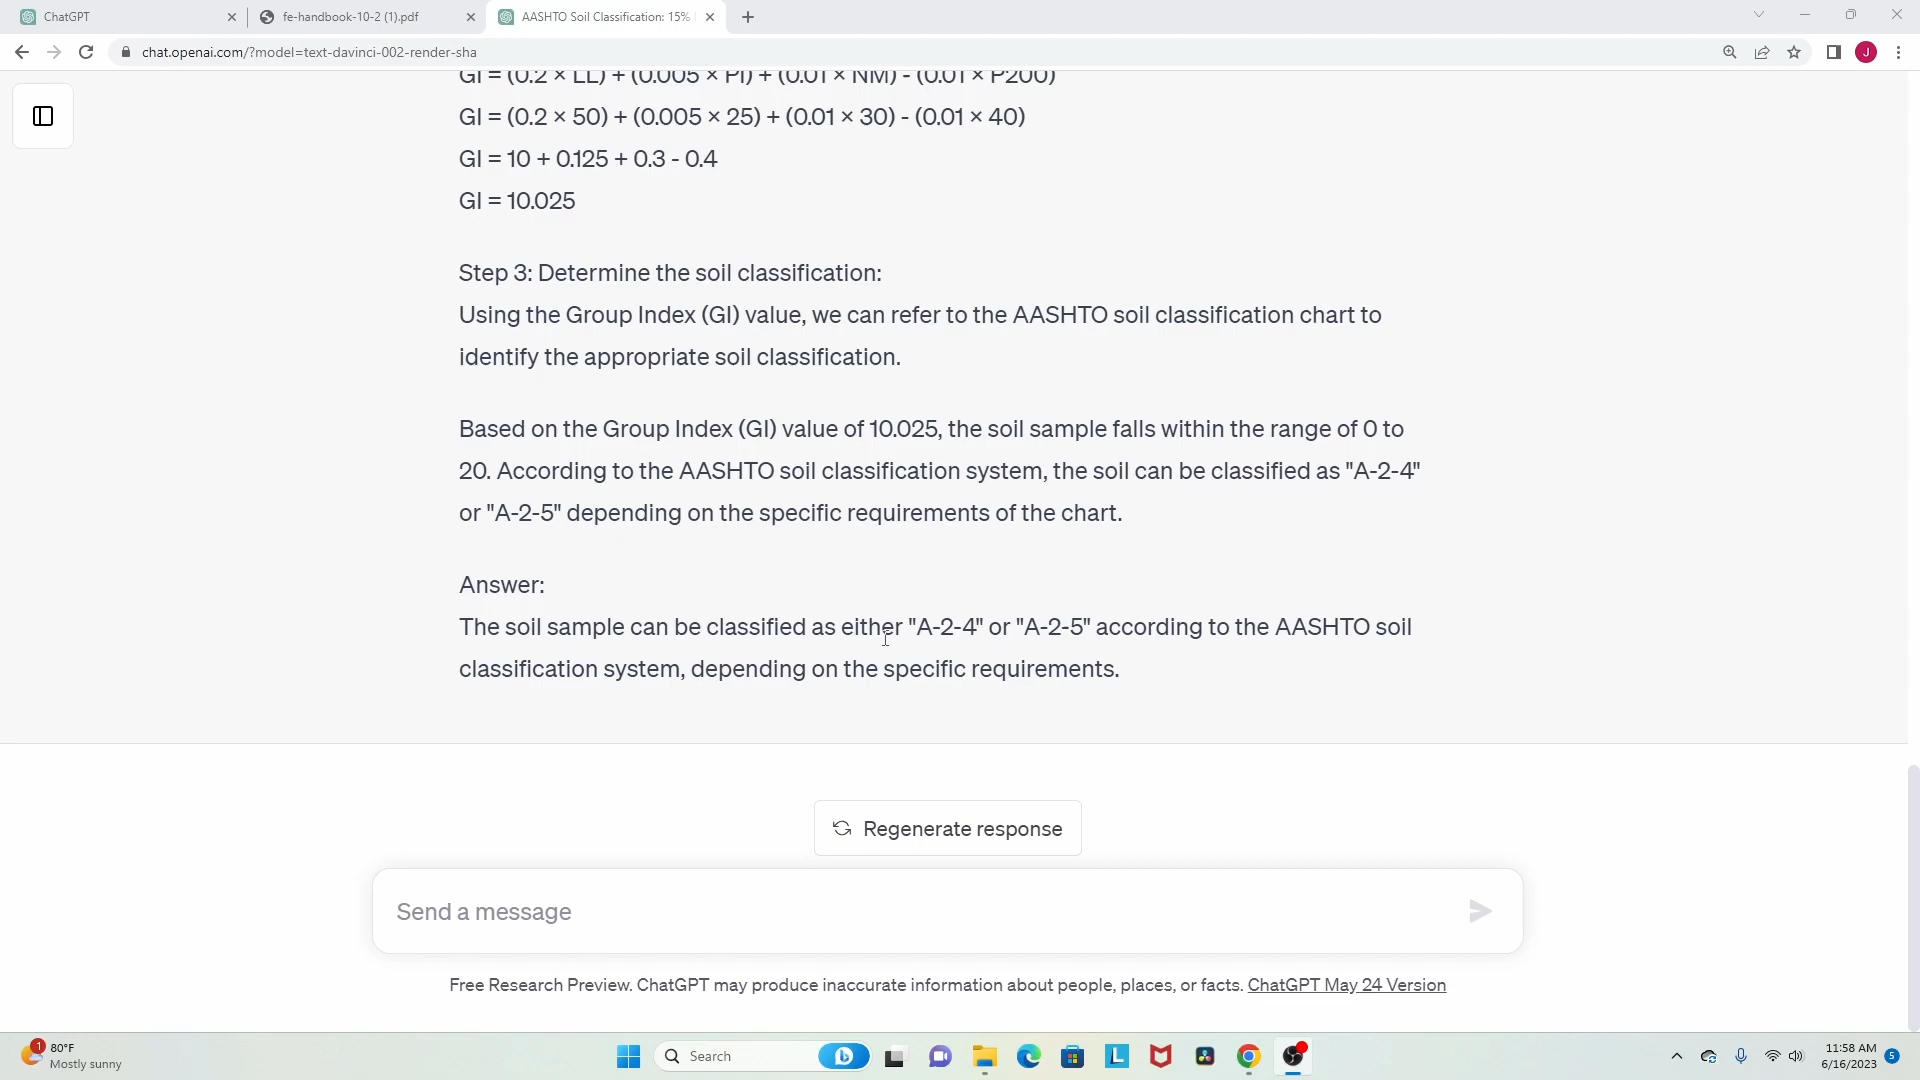 ChatGPT
fe-handbook-10-2 (1).pdf
AASHTO Soil Classification: 15%
chat.openai.com/?model=text-davinci-002-render-sha
J
GI = (0.2 × LL) + (0.005 × PI) + (0.01 × NM) - (0.01 × P200)
GI = (0.2 × 50) + (0.005 × 25) + (0.01 × 30) - (0.01 × 40)
GI = 10 + 0.125 + 0.3 - 0.4
GI = 10.025
Step 3: Determine the soil classification:
Using the Group Index (GI) value, we can refer to the AASHTO soil classification chart to
identify the appropriate soil classification.
Based on the Group Index (GI) value of 10.025, the soil sample falls within the range of 0 to
20. According to the AASHTO soil classification system, the soil can be classified as "A-2-4"
or "A-2-5" depending on the specific requirements of the chart.
Answer:
The soil sample can be classified as either "A-2-4" or "A-2-5" according to the AASHTO soil
classification system, depending on the specific requirements.
Regenerate response
Send a message
Free Research Preview. ChatGPT may produce inaccurate information about people, places, or facts. ChatGPT May 24 Version
1
80°F
Mostly sunny
Search
L
11:58 AM
6/16/2023
5